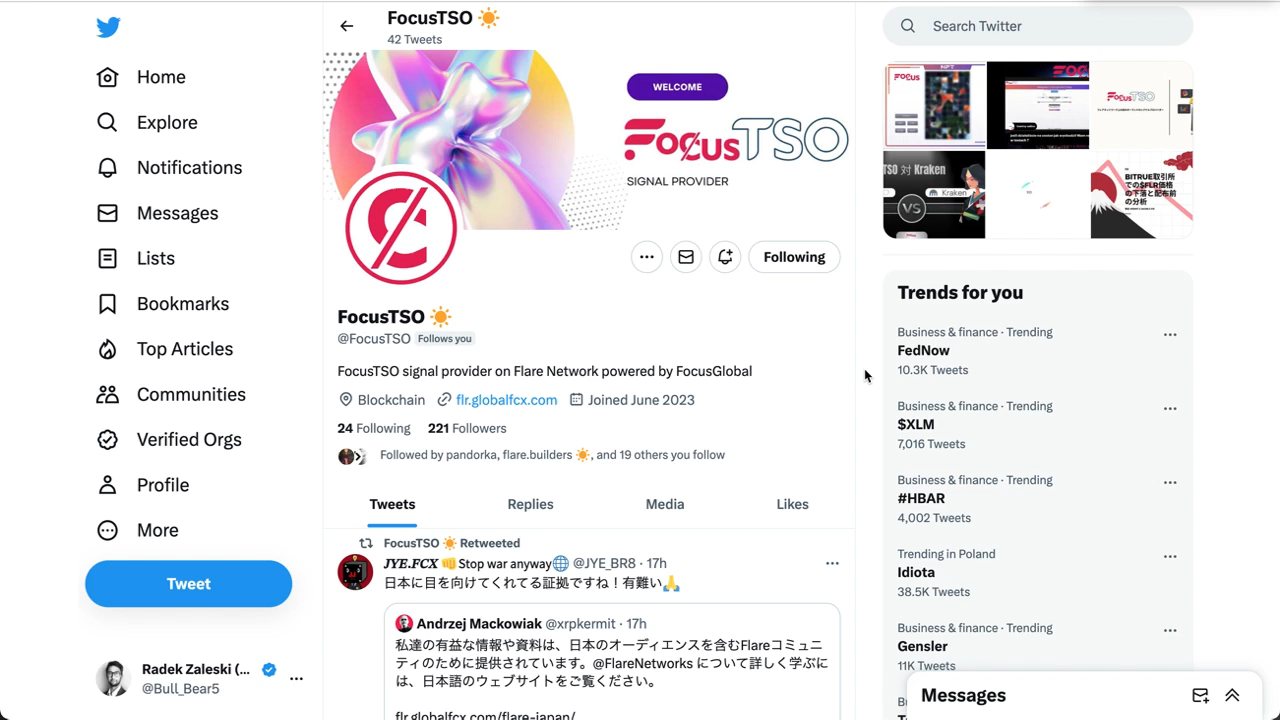 FocusTSO ☀️
42 Tweets
Search Twitter
Home
Explore
Notifications
Messages
Lists
Bookmarks
Top Articles
Communities
Verified Orgs
Profile
More
Tweet
Radek Zaleski (...
@Bull_Bear5
WELCOME
FocusTSO
SIGNAL PROVIDER
Following
FocusTSO ☀️
@FocusTSO Follows you
FocusTSO signal provider on Flare Network powered by FocusGlobal
Blockchain flr.globalfcx.com Joined June 2023
24 Following 221 Followers
Followed by pandorka, flare.builders ☀️, and 19 others you follow
Tweets Replies Media Likes
FocusTSO ☀️ Retweeted
JYE.FCX 👊Stop war anyway🌐 @JYE_BR8 · 17h
日本に目を向けてくれてる証拠ですね！有難い🙏
Andrzej Mackowiak @xrpkermit · 17h
私達の有益な情報や資料は、日本のオーディエンスを含むFlareコミュニ
ティのために提供されています。@FlareNetworks について詳しく学ぶに
は、日本語のウェブサイトをご覧ください。
flr.globalfcx.com/flare-japan/
Focus
FocusTSO
TSO 対 Kraken
Kraken
VS
BITRUE取引所
での$FLR価格
の下落と配布前
の分析
Trends for you
Business & finance · Trending
FedNow
10.3K Tweets
Business & finance · Trending
$XLM
7,016 Tweets
Business & finance · Trending
#HBAR
4,002 Tweets
Trending in Poland
Idiota
38.5K Tweets
Business & finance · Trending
Gensler
11K Tweets
Messages